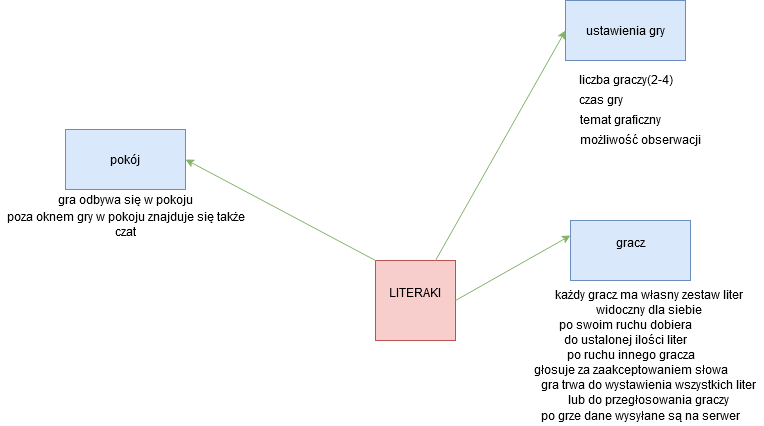 ustawienia gry
liczba graczy(2-4)
czas gry
temat graficzny
możliwość obserwacji
pokój
gra odbywa się w pokoju
poza oknem gry w pokoju znajduje się także
czat
gracz
każdy gracz ma własny zestaw liter
widoczny dla siebie
po swoim ruchu dobiera
do ustalonej ilości liter
po ruchu innego gracza
głosuje za zaakceptowaniem słowa
gra trwa do wystawienia wszystkich liter
lub do przegłosowania graczy
po grze dane wysyłane są na serwer
LITERAKI